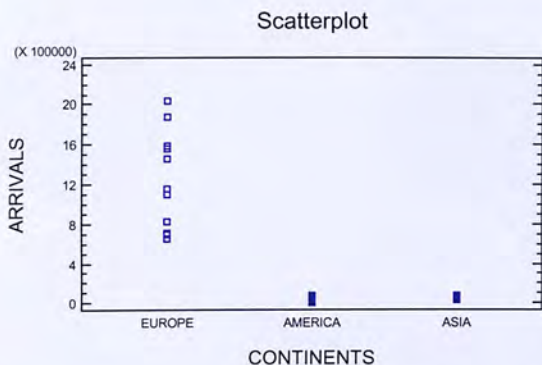 Scatterplot
(X 100000)
24
20
16
12
8
4
0
ARRIVALS
EUROPE AMERICA ASIA
CONTINENTS